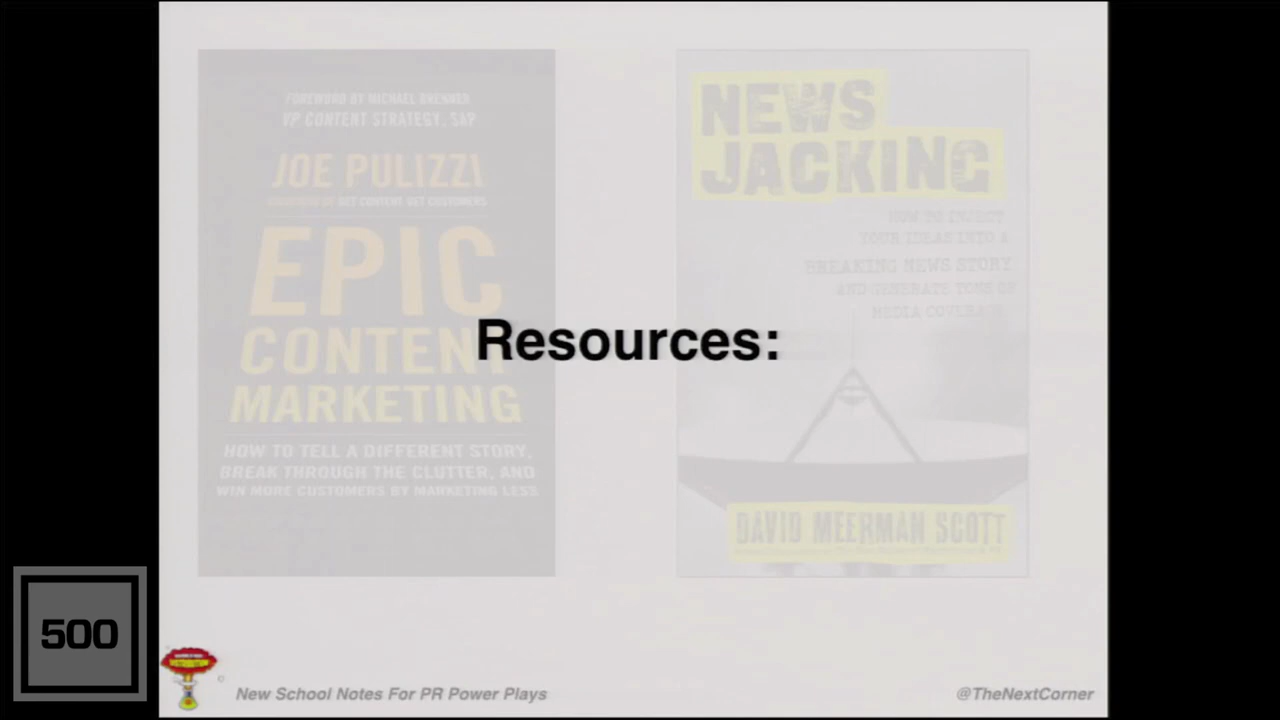 FOREWORD BY MICHAEL BRENNER
VP CONTENT STRATEGY, SAP
JOE PULIZZI
GET CONTENT GET CUSTOMERS
EPIC
CONTENT
MARKETING
HOW TO TELL A DIFFERENT STORY,
BREAK THROUGH THE CLUTTER, AND
WIN MORE CUSTOMERS BY MARKETING LESS
NEWS
JACKING
HOW TO INJECT
YOUR IDEAS INTO A
BREAKING NEWS STORY
AND GENERATE TONS OF
MEDIA COVERAGE
DAVID MEERMAN SCOTT
Resources:
500
New School Notes For PR Power Plays
@TheNextCorner